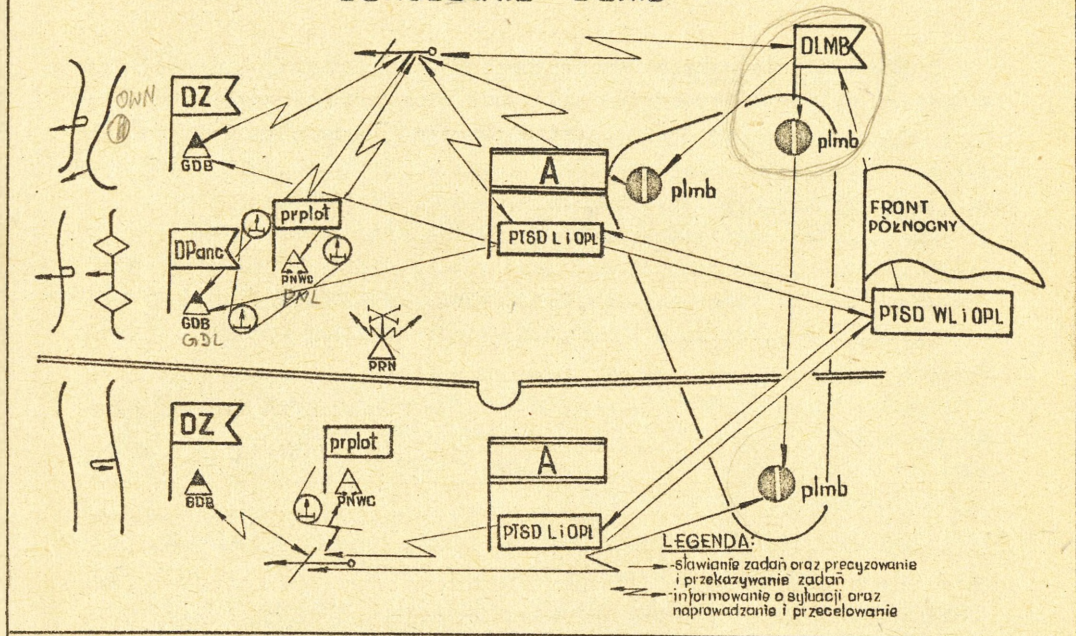 DLMB
OWN
DZ
GDB
plmb
A
plmb
prplot
FRONT
PÓŁNOCNY
DPanc
PTSD L i OPL
PNWC
PNL
GDB
GDL
PTSD WL i OPL
PRN
DZ
prplot
A
GDB
PNWC
plmb
PTSD L i OPL
LEGENDA:
-stawianie zadań oraz precyzowanie
i przekazywanie zadań
-informowanie o sytuacji oraz
naprowadzanie i przecelowanie